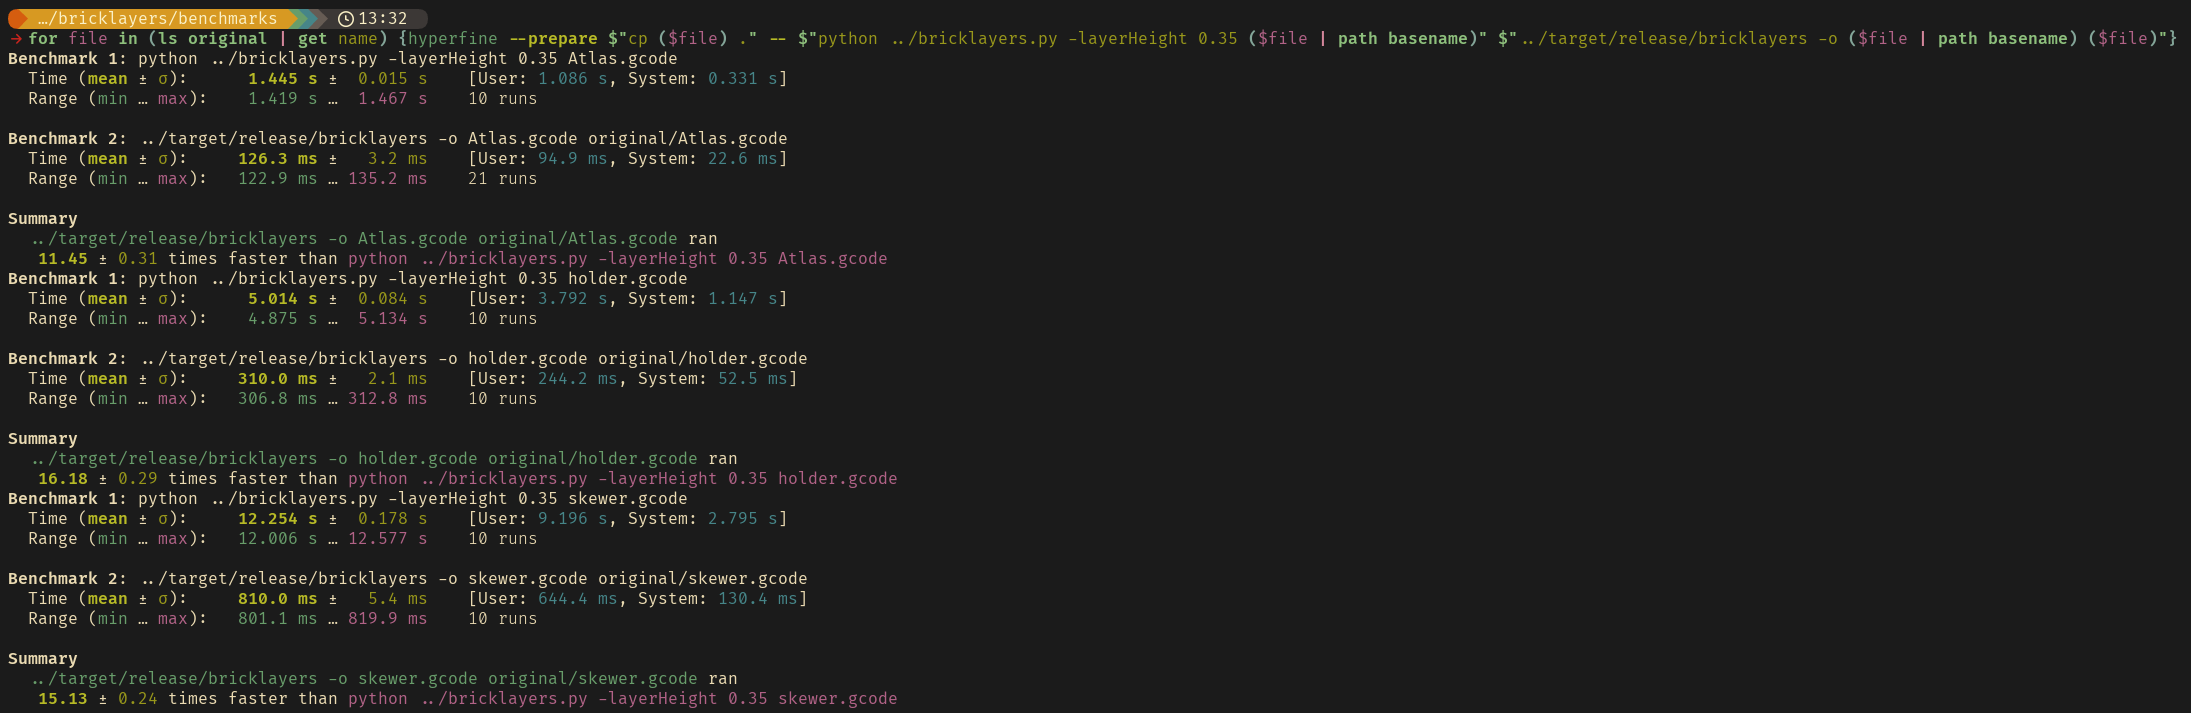 …/bricklayers/benchmarks 13:32
→ for file in (ls original | get name) {hyperfine --prepare $"cp ($file) ." -- $"python ../bricklayers.py -layerHeight 0.35 ($file | path basename)" $"../target/release/bricklayers -o ($file | path basename) ($file)"}
Benchmark 1: python ../bricklayers.py -layerHeight 0.35 Atlas.gcode
  Time (mean ± σ):      1.445 s ±  0.015 s    [User: 1.086 s, System: 0.331 s]
  Range (min … max):    1.419 s …  1.467 s    10 runs

Benchmark 2: ../target/release/bricklayers -o Atlas.gcode original/Atlas.gcode
  Time (mean ± σ):     126.3 ms ±   3.2 ms    [User: 94.9 ms, System: 22.6 ms]
  Range (min … max):   122.9 ms … 135.2 ms    21 runs

Summary
  ../target/release/bricklayers -o Atlas.gcode original/Atlas.gcode ran
   11.45 ± 0.31 times faster than python ../bricklayers.py -layerHeight 0.35 Atlas.gcode
Benchmark 1: python ../bricklayers.py -layerHeight 0.35 holder.gcode
  Time (mean ± σ):      5.014 s ±  0.084 s    [User: 3.792 s, System: 1.147 s]
  Range (min … max):    4.875 s …  5.134 s    10 runs

Benchmark 2: ../target/release/bricklayers -o holder.gcode original/holder.gcode
  Time (mean ± σ):     310.0 ms ±   2.1 ms    [User: 244.2 ms, System: 52.5 ms]
  Range (min … max):   306.8 ms … 312.8 ms    10 runs

Summary
  ../target/release/bricklayers -o holder.gcode original/holder.gcode ran
   16.18 ± 0.29 times faster than python ../bricklayers.py -layerHeight 0.35 holder.gcode
Benchmark 1: python ../bricklayers.py -layerHeight 0.35 skewer.gcode
  Time (mean ± σ):     12.254 s ±  0.178 s    [User: 9.196 s, System: 2.795 s]
  Range (min … max):   12.006 s … 12.577 s    10 runs

Benchmark 2: ../target/release/bricklayers -o skewer.gcode original/skewer.gcode
  Time (mean ± σ):     810.0 ms ±   5.4 ms    [User: 644.4 ms, System: 130.4 ms]
  Range (min … max):   801.1 ms … 819.9 ms    10 runs

Summary
  ../target/release/bricklayers -o skewer.gcode original/skewer.gcode ran
   15.13 ± 0.24 times faster than python ../bricklayers.py -layerHeight 0.35 skewer.gcode